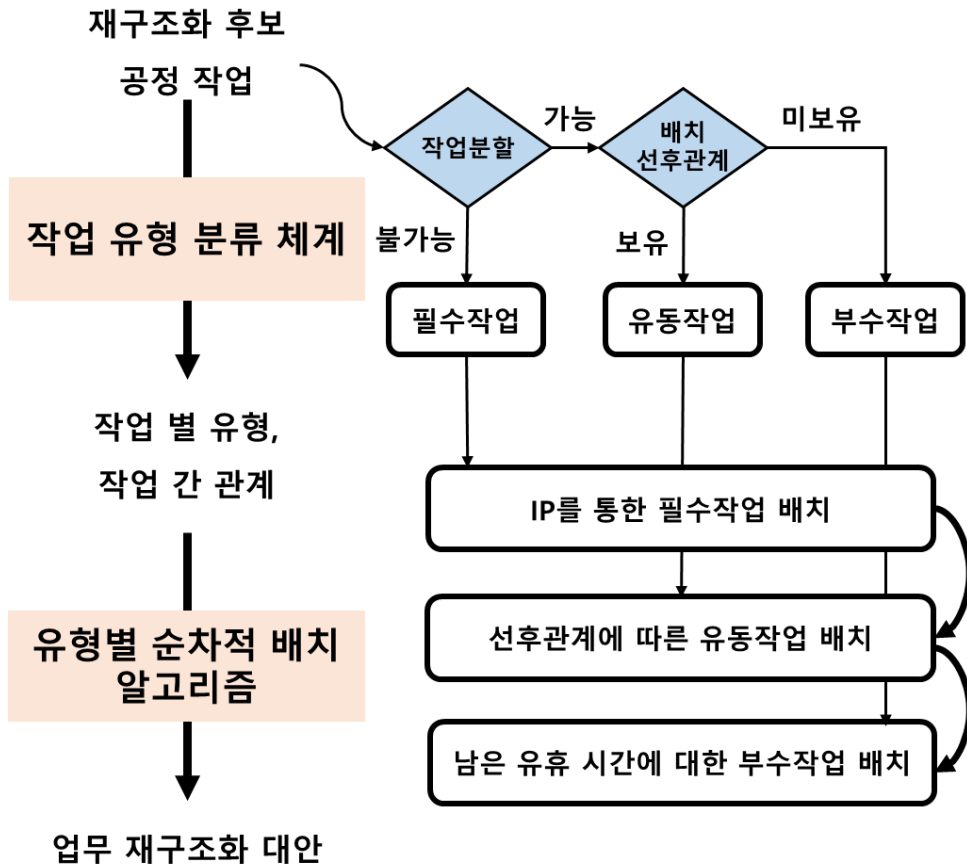 재구조화 후보
공정 작업
작업 유형 분류 체계
작업 별 유형,
작업 간 관계
유형별 순차적 배치
알고리즘
업무 재구조화 대안
작업분할
가능
배치
선후관계
미보유
불가능
보유
필수작업
유동작업
부수작업
IP를 통한 필수작업 배치
선후관계에 따른 유동작업 배치
남은 유휴 시간에 대한 부수작업 배치